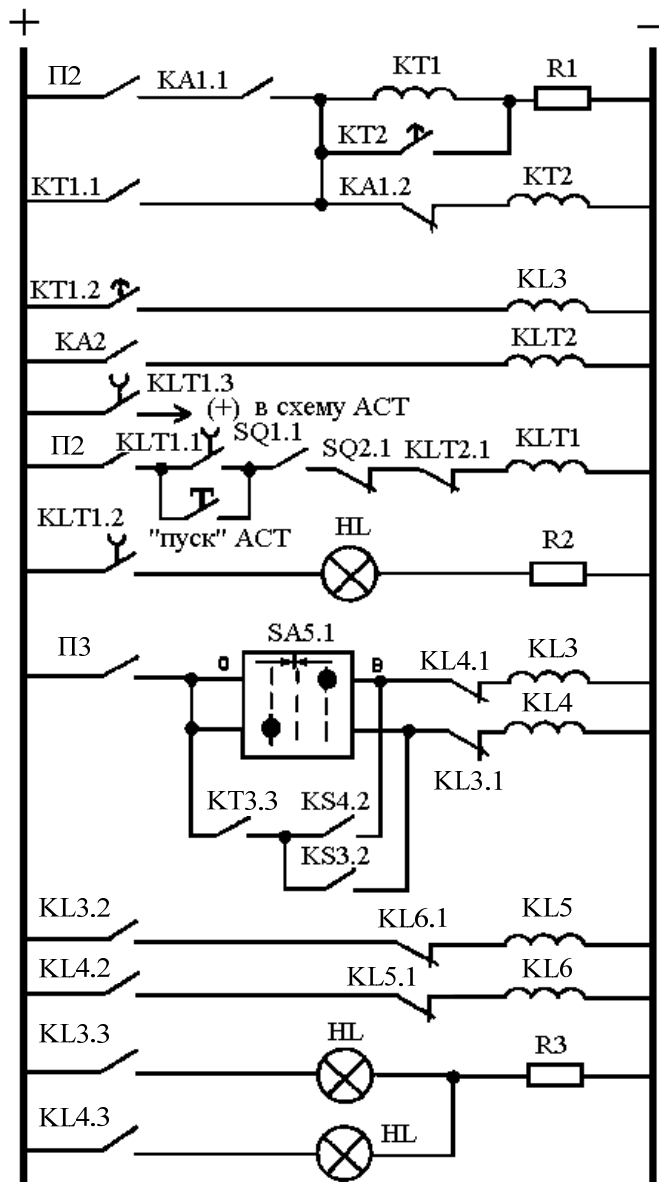 + −
П2 KA1.1 KT1 R1
KT2
KT1.1 KA1.2 KT2
KT1.2 KL3
KA2 KLT2
KLT1.3 (+) в схему АСТ
П2 KLT1.1 SQ1.1 SQ2.1 KLT2.1 KLT1
"пуск" АСТ
KLT1.2 HL R2
П3 SA5.1 KL4.1 KL3
О В
KL4
KL3.1
KT3.3 KS4.2
KS3.2
KL3.2 KL6.1 KL5
KL4.2 KL5.1 KL6
KL3.3 HL R3
KL4.3 HL